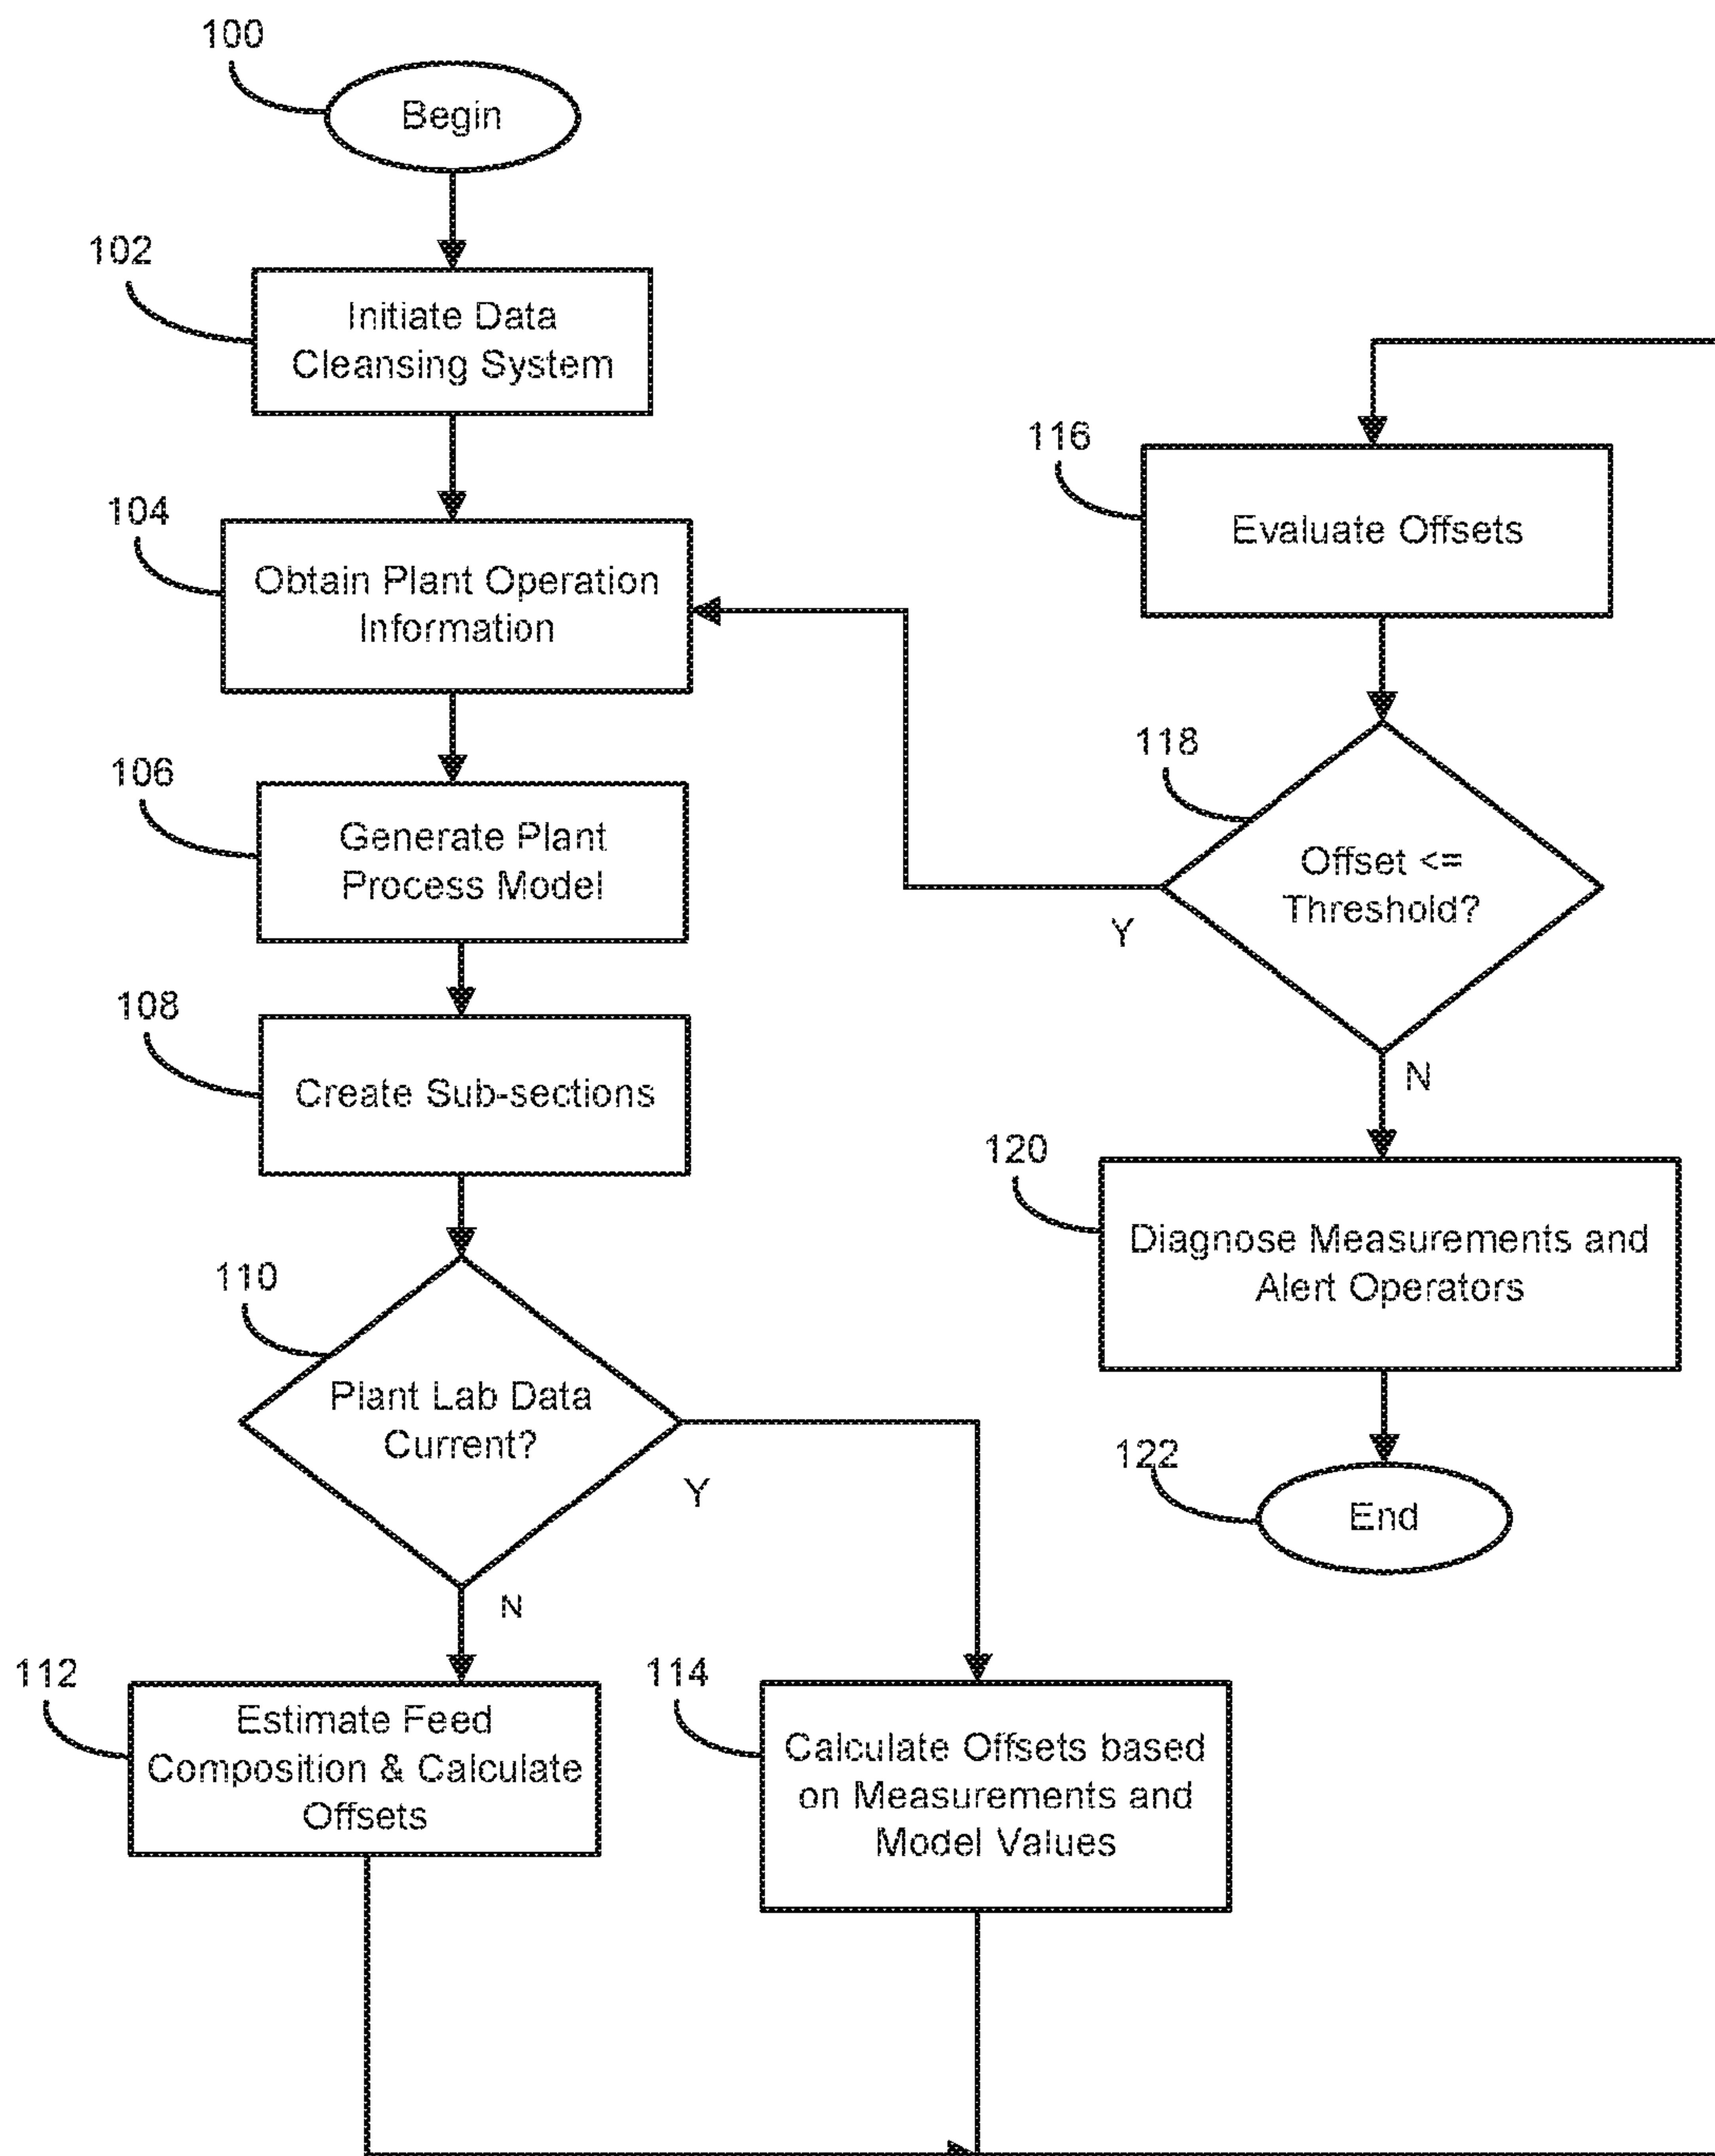 100
Begin
102
Initiate Data
Cleansing System
104
Obtain Plant Operation
Information
106
Generate Plant
Process Model
108
Create Sub-sections
110
Plant Lab Data
Current?
Y
N
112
Estimate Feed
Composition & Calculate
Offsets
114
Calculate Offsets based
on Measurements and
Model Values
116
Evaluate Offsets
118
Offset <=
Threshold?
Y
N
120
Diagnose Measurements and
Alert Operators
122
End